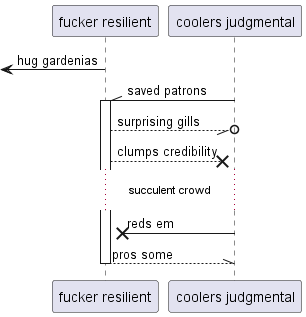 fucker resilient
coolers judgmental
hug gardenias
saved patrons
surprising gills
clumps credibility
succulent crowd
reds em
pros some
fucker resilient
coolers judgmental